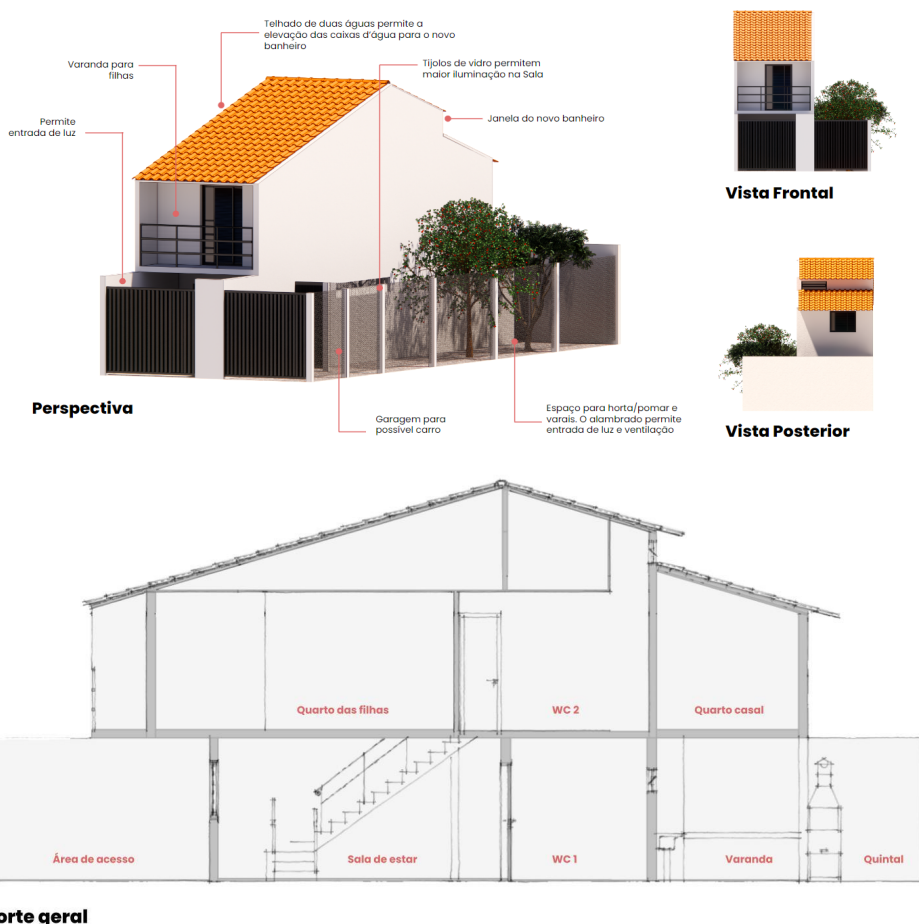 Telhado de duas águas permite a
elevação das caixas d'água para o novo
banheiro
Varanda para
filhas
Tijolos de vidro permitem
maior iluminação na Sala
Permite
entrada de luz
Janela do novo banheiro
Vista Frontal
Perspectiva
Garagem para
possível carro
Espaço para horta/pomar e
varais. O alambrado permite
entrada de luz e ventilação
Vista Posterior
Quarto das filhas
WC 2
Quarto casal
Área de acesso
Sala de estar
WC 1
Varanda
Quintal
orte geral